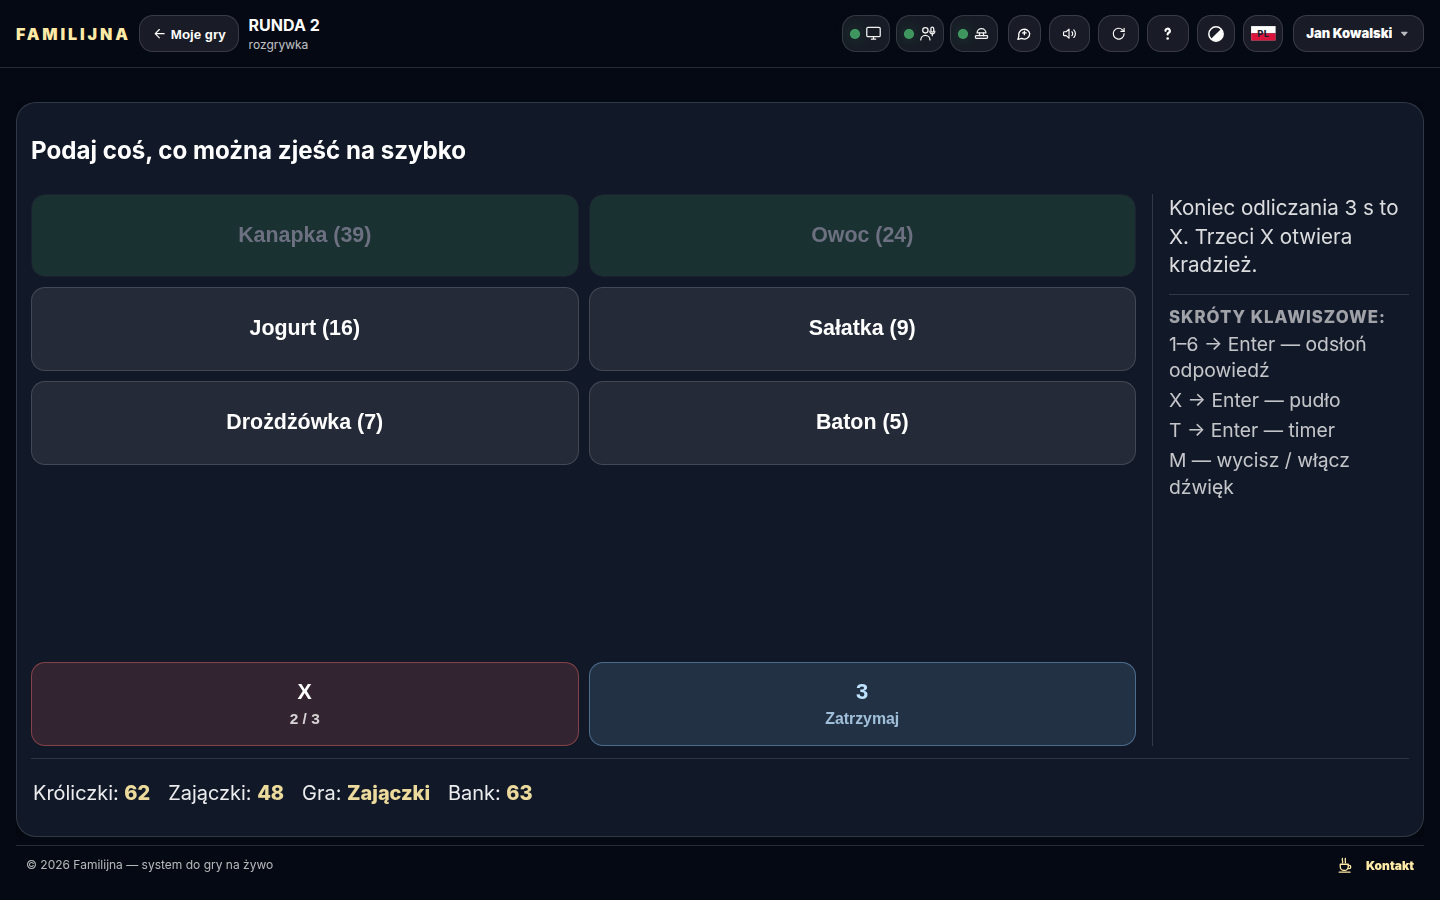 FAMILIJNA
← Moje gry
RUNDA 2
rozgrywka
?
PL
Jan Kowalski
Podaj coś, co można zjeść na szybko
Kanapka (39)
Owoc (24)
Jogurt (16)
Sałatka (9)
Drożdżówka (7)
Baton (5)
X
2 / 3
3
Zatrzymaj
Koniec odliczania 3 s to
X. Trzeci X otwiera
kradzież.
SKRÓTY KLAWISZOWE:
1–6 → Enter — odsłoń
odpowiedź
X → Enter — pudło
T → Enter — timer
M — wycisz / włącz
dźwięk
Króliczki: 62 Zajączki: 48 Gra: Zajączki Bank: 63
© 2026 Familijna — system do gry na żywo
Kontakt